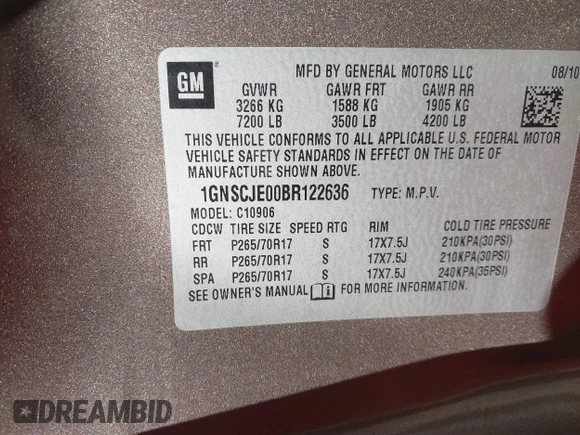 GM ®
MFD BY GENERAL MOTORS LLC 08/10
GVWR GAWR FRT GAWR RR
3266 KG 1588 KG 1905 KG
7200 LB 3500 LB 4200 LB
THIS VEHICLE CONFORMS TO ALL APPLICABLE U.S. FEDERAL MOTOR
VEHICLE SAFETY STANDARDS IN EFFECT ON THE DATE OF
MANUFACTURE SHOWN ABOVE.
1GNSCJE00BR122636 TYPE: M.P.V.
MODEL: C10906
CDCW TIRE SIZE SPEED RTG RIM COLD TIRE PRESSURE
FRT P265/70R17 S 17X7.5J 210KPA(30PSI)
RR P265/70R17 S 17X7.5J 210KPA(30PSI)
SPA P265/70R17 S 17X7.5J 240KPA(35PSI)
SEE OWNER'S MANUAL i FOR MORE INFORMATION.
DREAMBID